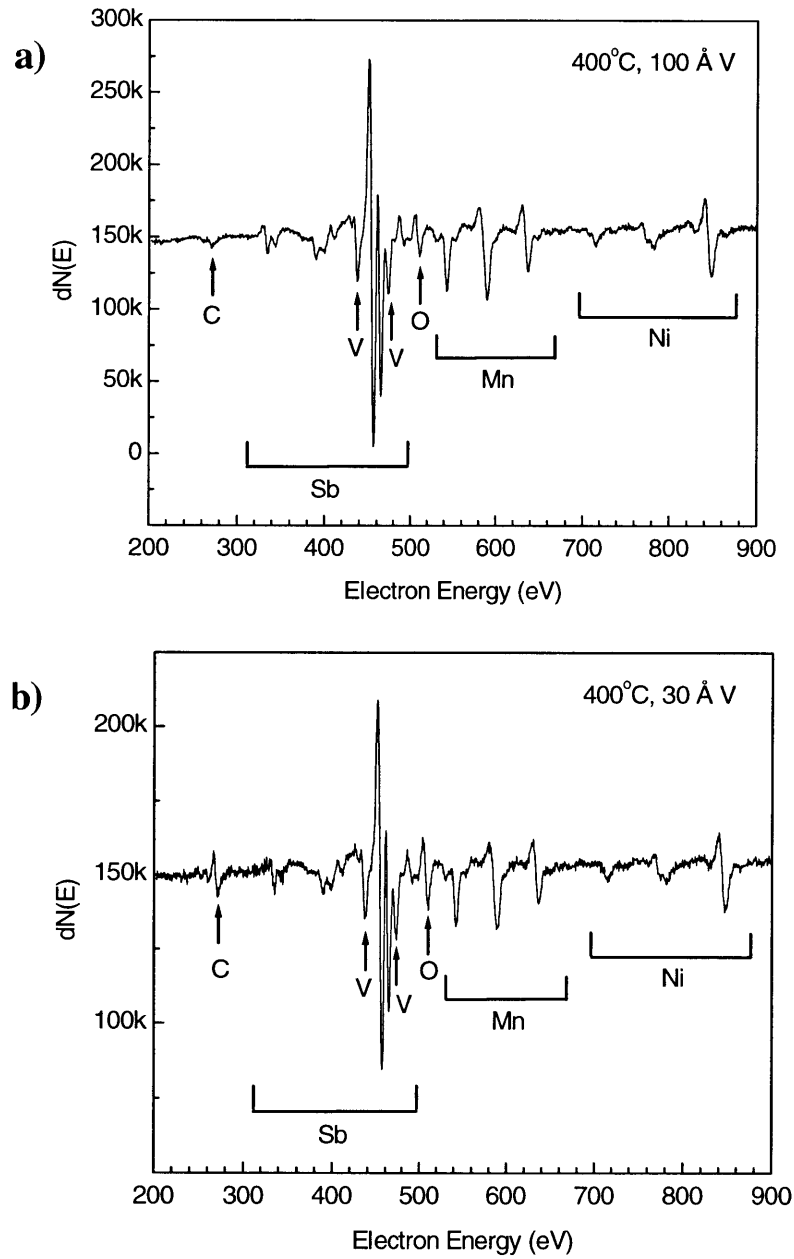 a)
400°C, 100 Å V
300k
250k
200k
150k
100k
50k
0
dN(E)
C
V
V
O
Mn
Ni
Sb
200 300 400 500 600 700 800 900
Electron Energy (eV)
b)
400°C, 30 Å V
200k
150k
100k
dN(E)
C
V
V
O
Mn
Ni
Sb
200 300 400 500 600 700 800 900
Electron Energy (eV)